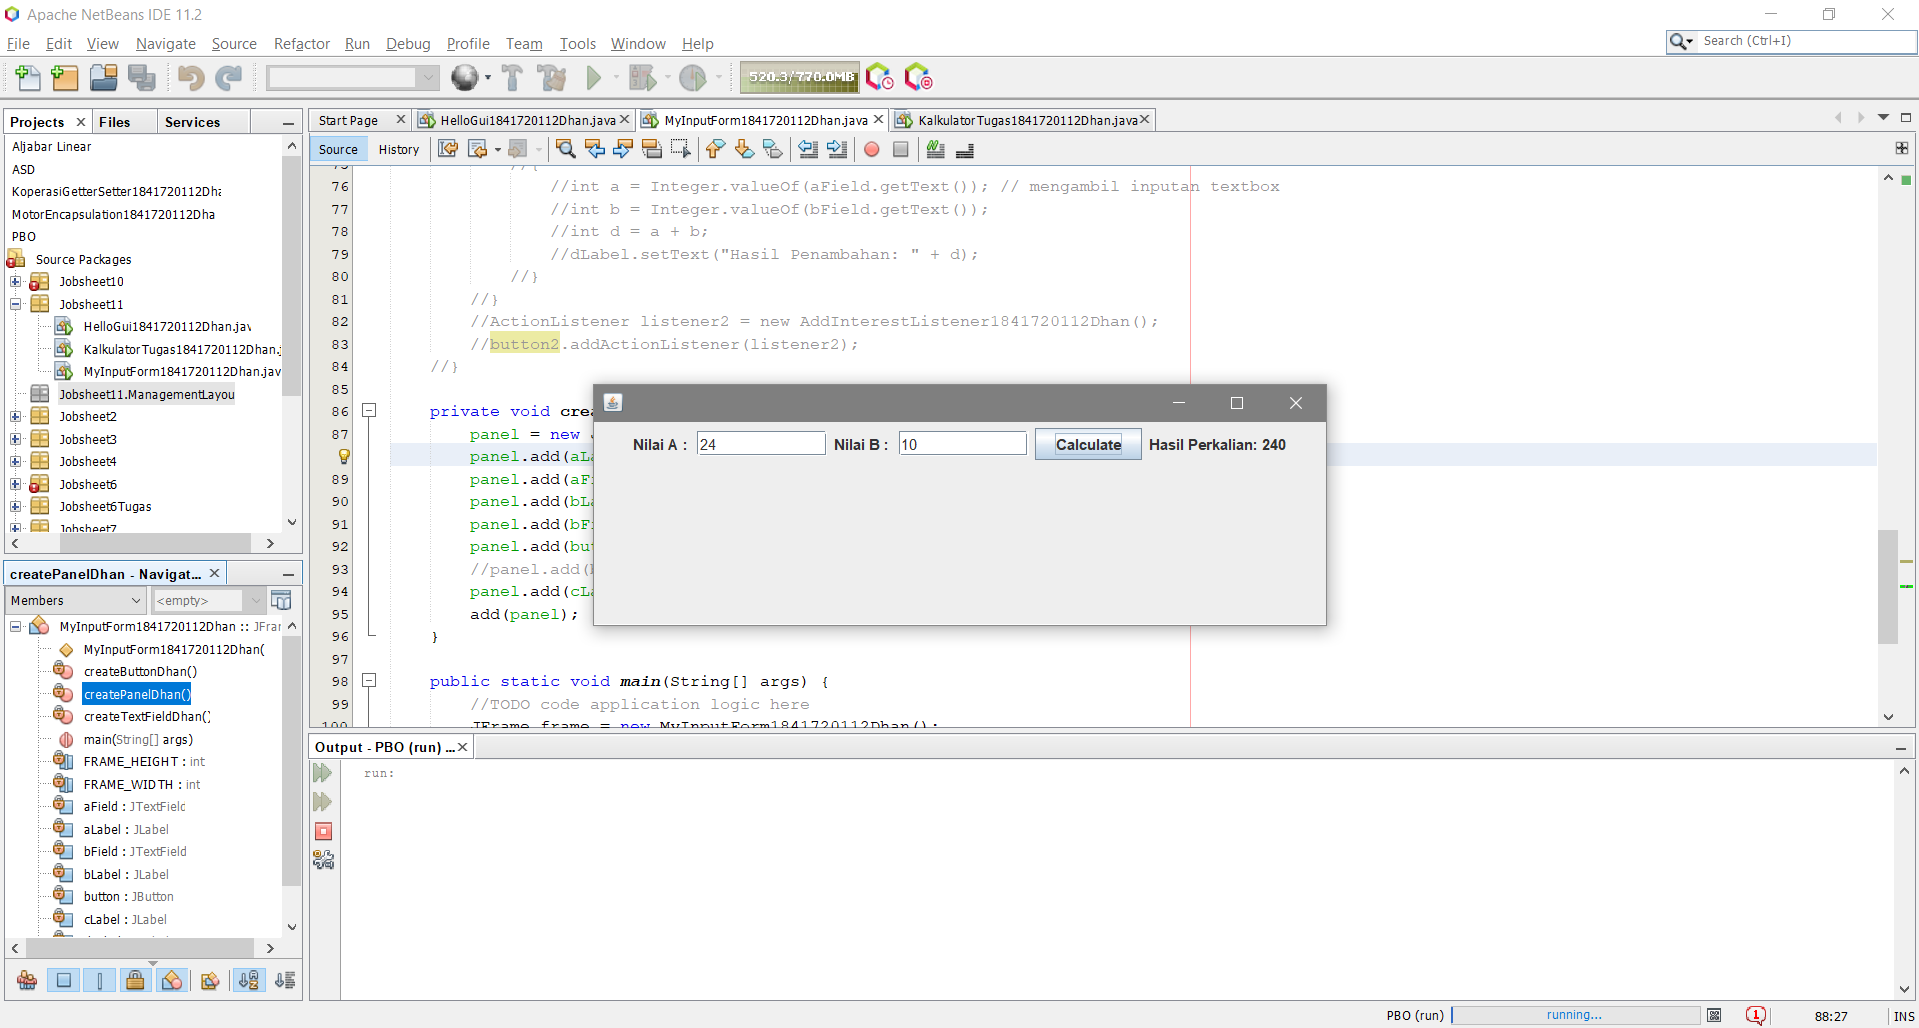 Apache NetBeans IDE 11.2
File Edit View Navigate Source Refactor Run Debug Profile Team Tools Window Help
Search (Ctrl+I)
520.3/770.0MB
Projects Files Services
Aljabar Linear
ASD
KoperasiGetterSetter1841720112Dha
MotorEncapsulation1841720112Dha
PBO
Source Packages
Jobsheet10
Jobsheet11
HelloGui1841720112Dhan.jav
KalkulatorTugas1841720112Dhan.j
MyInputForm1841720112Dhan.jav
Jobsheet11.ManagementLayou
Jobsheet2
Jobsheet3
Jobsheet4
Jobsheet6
Jobsheet6Tugas
Jobsheet7
createPanelDhan - Navigat...
Members <empty>
MyInputForm1841720112Dhan :: JFrar
MyInputForm1841720112Dhan(
createButtonDhan()
createPanelDhan()
createTextFieldDhan()
main(String[] args)
FRAME_HEIGHT : int
FRAME_WIDTH : int
aField : JTextField
aLabel : JLabel
bField : JTextField
bLabel : JLabel
button : JButton
cLabel : JLabel
Start Page HelloGui1841720112Dhan.java MyInputForm1841720112Dhan.java KalkulatorTugas1841720112Dhan.java
Source History
75 //{
76 //int a = Integer.valueOf(aField.getText()); // mengambil inputan textbox
77 //int b = Integer.valueOf(bField.getText());
78 //int d = a + b;
79 //dLabel.setText("Hasil Penambahan: " + d);
80 //}
81 //}
82 //ActionListener listener2 = new AddInterestListener1841720112Dhan();
83 //button2.addActionListener(listener2);
84 //}
85
86 private void crea
87 panel = new J
panel.add(aLa
89 panel.add(aFi
90 panel.add(bLa
91 panel.add(bFi
92 panel.add(but
93 //panel.add(b
94 panel.add(cLa
95 add(panel);
96 }
97
98 public static void main(String[] args) {
99 //TODO code application logic here
100 JFrame frame = new MyInputForm1841720112Dhan();
Nilai A : 24 Nilai B : 10 Calculate Hasil Perkalian: 240
Output - PBO (run) ...
run:
PBO (run) running... 1 88:27 INS